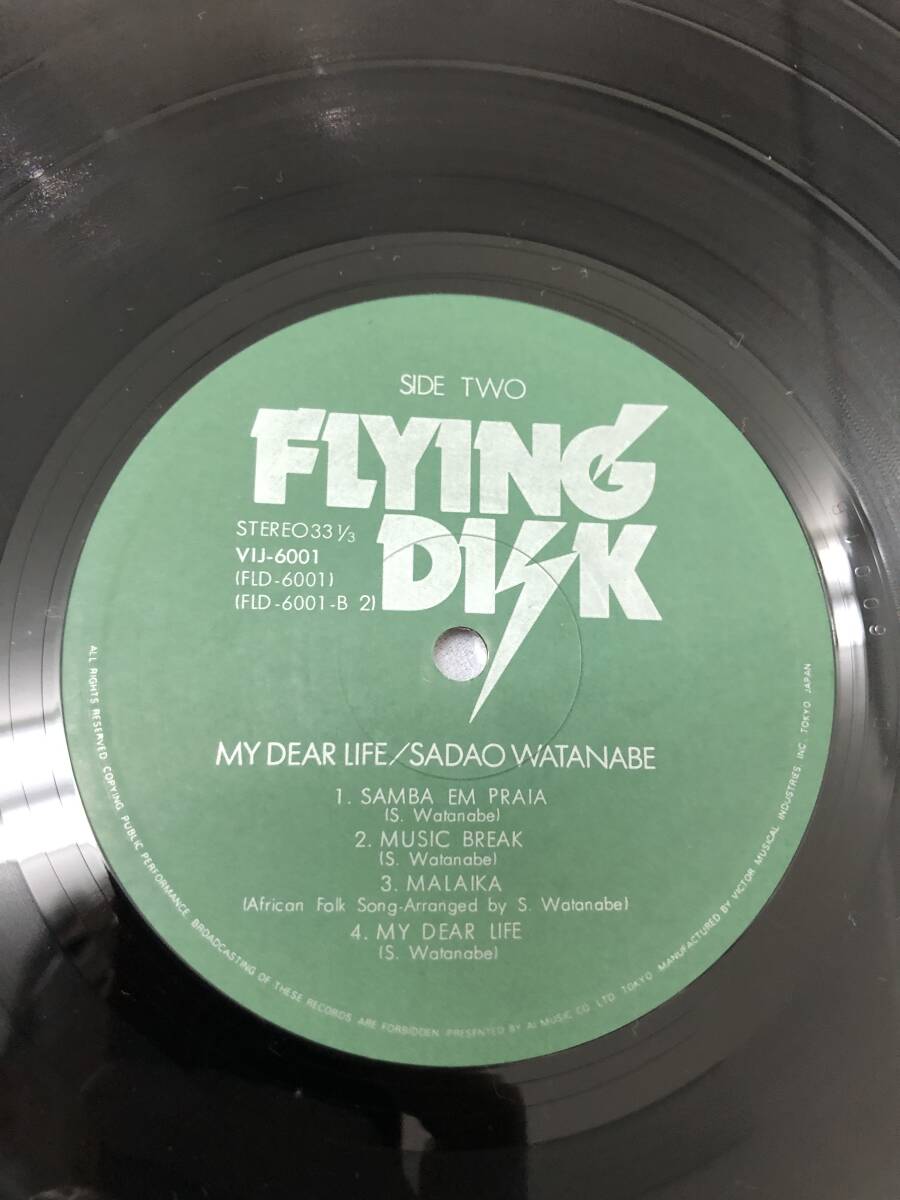 SIDE TWO
FLYING
DISK
STEREO 33 1/3
VIJ-6001
(FLD-6001)
(FLD-6001-B 2)
MY DEAR LIFE/SADAO WATANABE
1. SAMBA EM PRAIA
(S. Watanabe)
2. MUSIC BREAK
(S. Watanabe)
3. MALAIKA
(African Folk Song-Arranged by S. Watanabe)
4. MY DEAR LIFE
(S. Watanabe)
ALL RIGHTS RESERVED COPYING PUBLIC PERFORMANCE BROADCASTING OF THESE RECORDS ARE FORBIDDEN. PRESENTED BY AI MUSIC CO. LTD. TOKYO MANUFACTURED BY VICTOR MUSICAL INDUSTRIES INC. TOKYO JAPAN